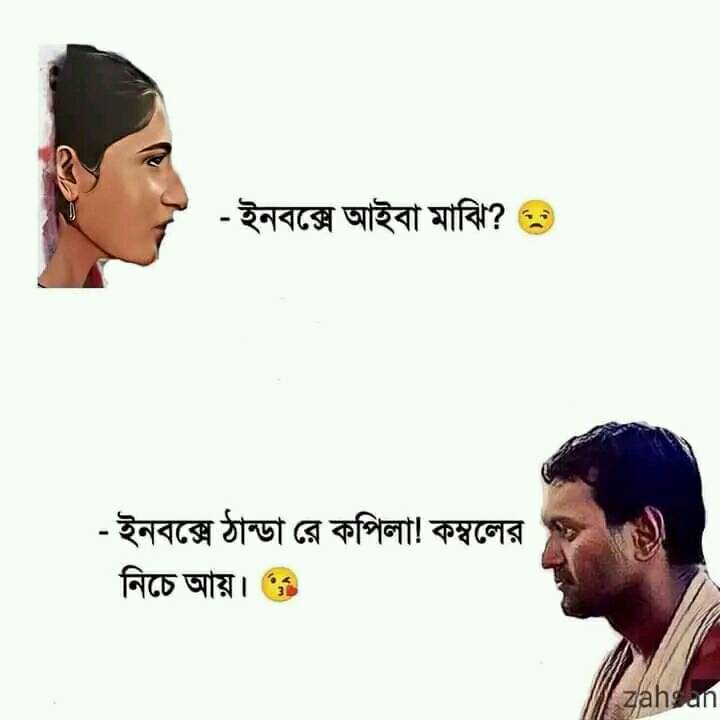 - ইনবক্সে আইবা মাঝি? 😒
- ইনবক্সে ঠান্ডা রে কপিলা! কম্বলের
নিচে আয়। 😘
zahsan